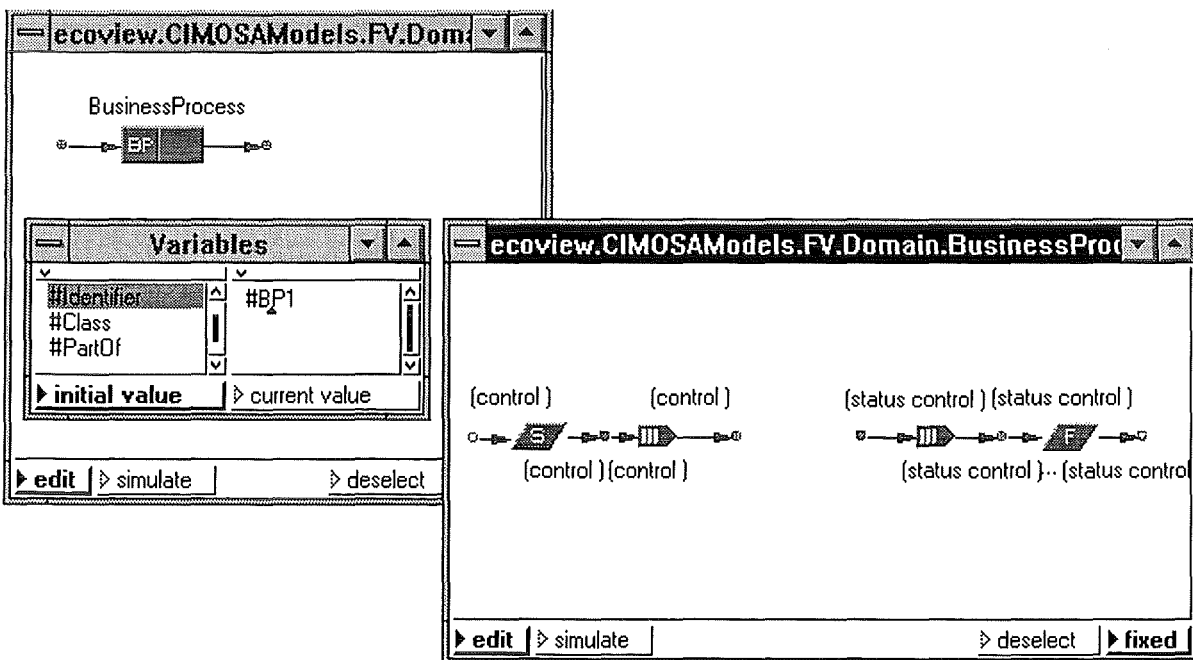 ecoview.CIMOSAModels.FV.Doma
BusinessProcess
BP
Variables
#Identifier
#Class
#PartOf
#BP1
initial value
current value
edit
simulate
deselect
ecoview.CIMOSAModels.FV.Domain.BusinessProc
(control )
(control )
(status control ) (status control )
S
F
(control ) (control )
(status control )·· (status control
edit
simulate
deselect
fixed